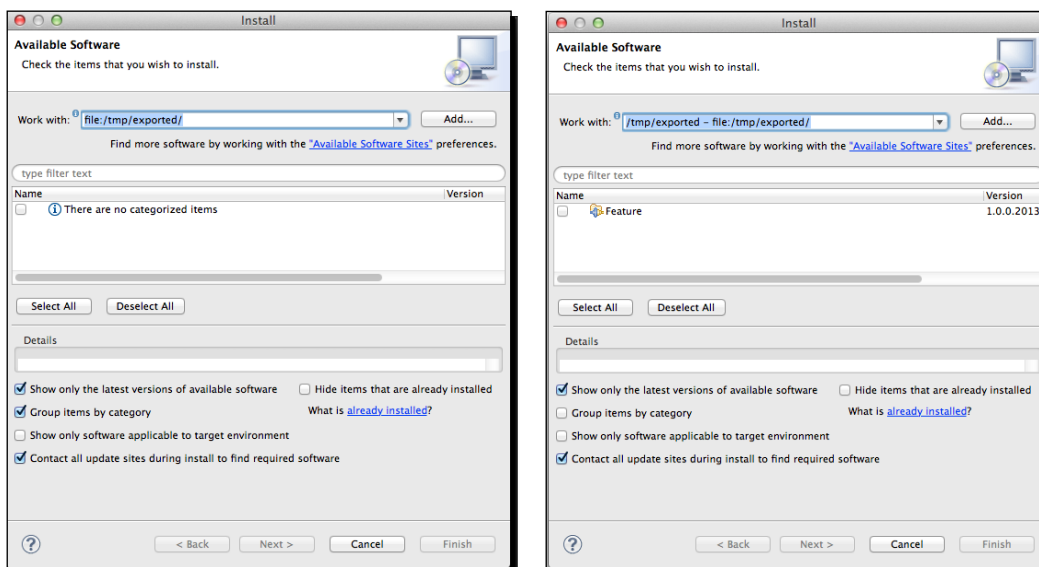 Install
Available Software
Check the items that you wish to install.
Work with: file:/tmp/exported/ Add...
Find more software by working with the "Available Software Sites" preferences.
type filter text
Name Version
There are no categorized items
Select All Deselect All
Details
Show only the latest versions of available software Hide items that are already installed
Group items by category What is already installed?
Show only software applicable to target environment
Contact all update sites during install to find required software
? < Back Next > Cancel Finish
Install
Available Software
Check the items that you wish to install.
Work with: /tmp/exported – file:/tmp/exported/ Add...
Find more software by working with the "Available Software Sites" preferences.
type filter text
Name Version
Feature 1.0.0.2013
Select All Deselect All
Details
Show only the latest versions of available software Hide items that are already installed
Group items by category What is already installed?
Show only software applicable to target environment
Contact all update sites during install to find required software
? < Back Next > Cancel Finish